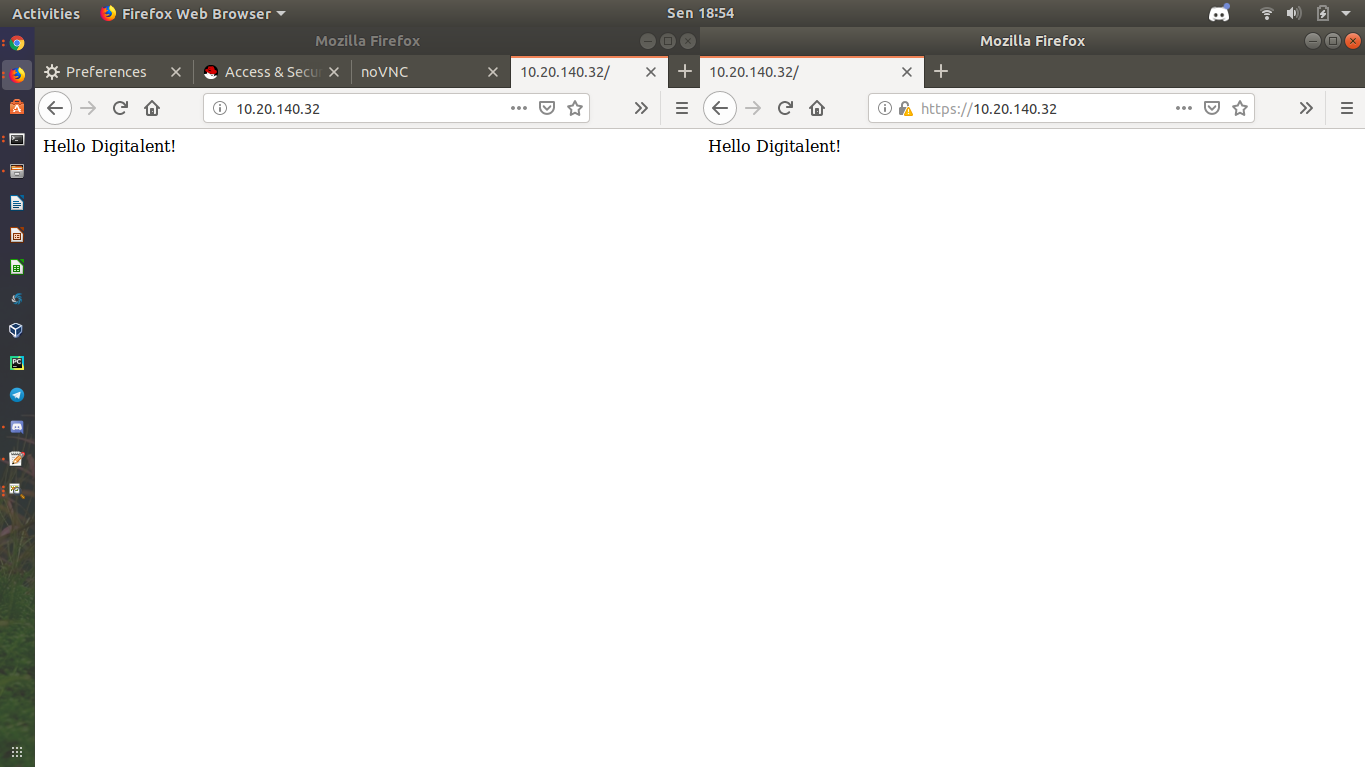 Activities Firefox Web Browser Sen 18:54
Mozilla Firefox Mozilla Firefox
Preferences Access & Secu noVNC 10.20.140.32/ 10.20.140.32/
10.20.140.32 https://10.20.140.32
Hello Digitalent! Hello Digitalent!
PC